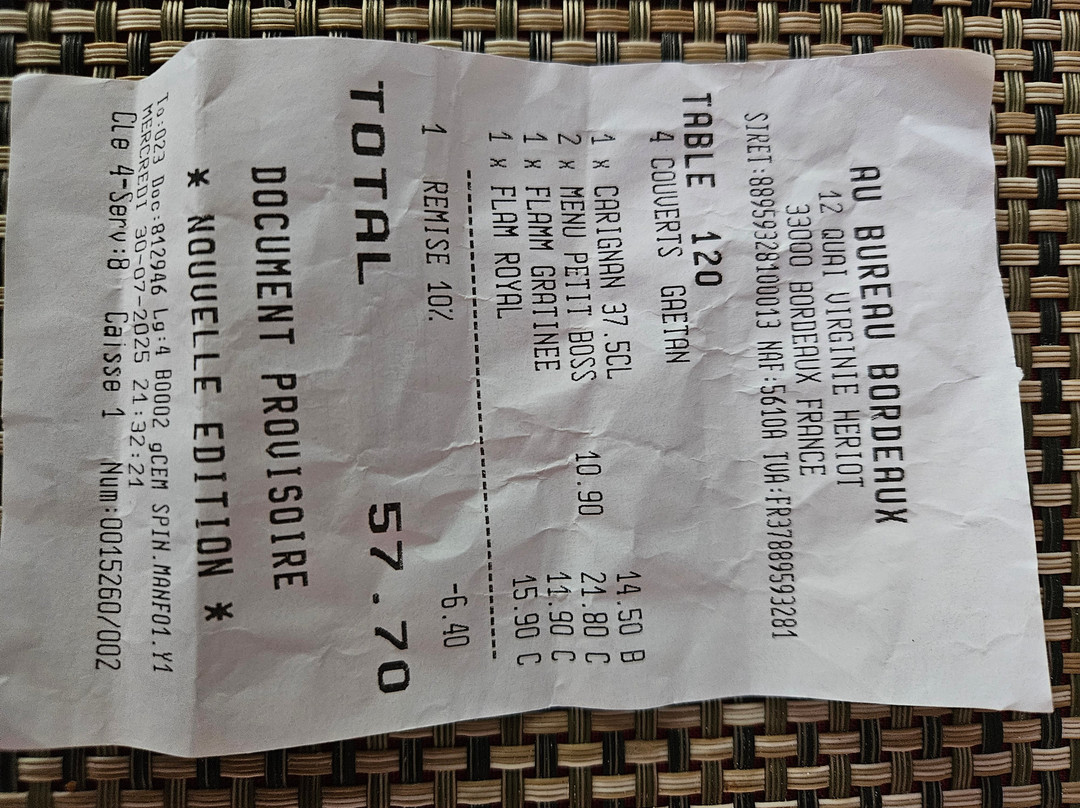 AU BUREAU BORDEAUX
12 QUAI VIRGINIE HERIOT
33000 BORDEAUX FRANCE
SIRET:88959328100013 NAF:5610A TVA:FR37889593281
TABLE 120
4 COUVERTS GAETAN
1 x CARIGNAN 37.5CL 14.50 B
2 x MENU PETIT BOSS 10.90 21.80 C
1 x FLAMM GRATINEE 11.90 C
1 x FLAM ROYAL 15.90 C
1 REMISE 10% -6.40
TOTAL 57.70
DOCUMENT PROVISOIRE
* NOUVELLE EDITION *
To:023 Doc:812946 Lg:4 B0002 gCEM SPIN.MANF01.Y1
MERCREDI 30-07-2025 21:32:21
Cle 4-Serv:8 Caisse 1 Num:0015260/002